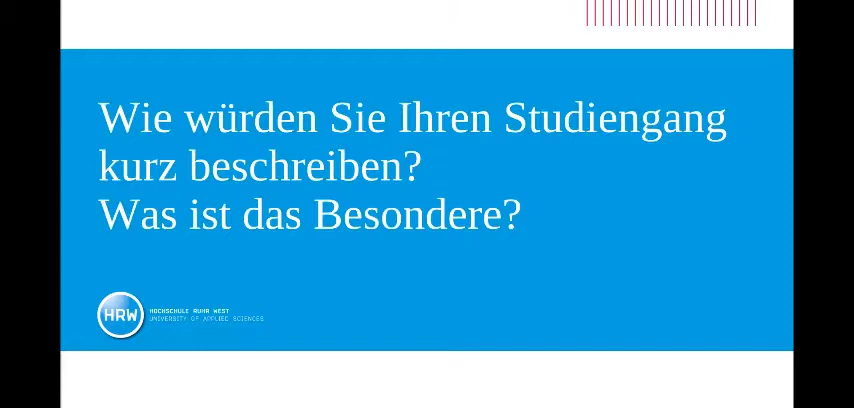 Wie würden Sie Ihren Studiengang
kurz beschreiben?
Was ist das Besondere?
HRW
HOCHSCHULE RUHR WEST
UNIVERSITY OF APPLIED SCIENCES